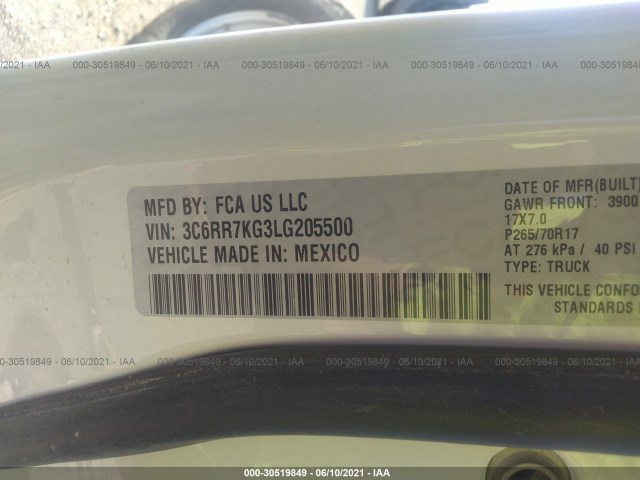 /2021 - IAA 000-30519849 - 06/10/2021 - IAA 000-30519849 - 06/10/2021 - IAA 000-30519849 - 06/
MFD BY: FCA US LLC
VIN: 3C6RR7KG3LG205500
VEHICLE MADE IN: MEXICO
DATE OF MFR(BUILT)
GAWR FRONT: 3900
17X7.0
P265/70R17
AT 276 kPa / 40 PSI
TYPE: TRUCK
THIS VEHICLE CONFO
STANDARDS
-30519849 - 06/10/2021 - IAA 000-30519849 - 06/10/2021 - IAA 000-30519849 - 06/10/2021 - IAA
000-30519849 - 06/10/2021 - IAA